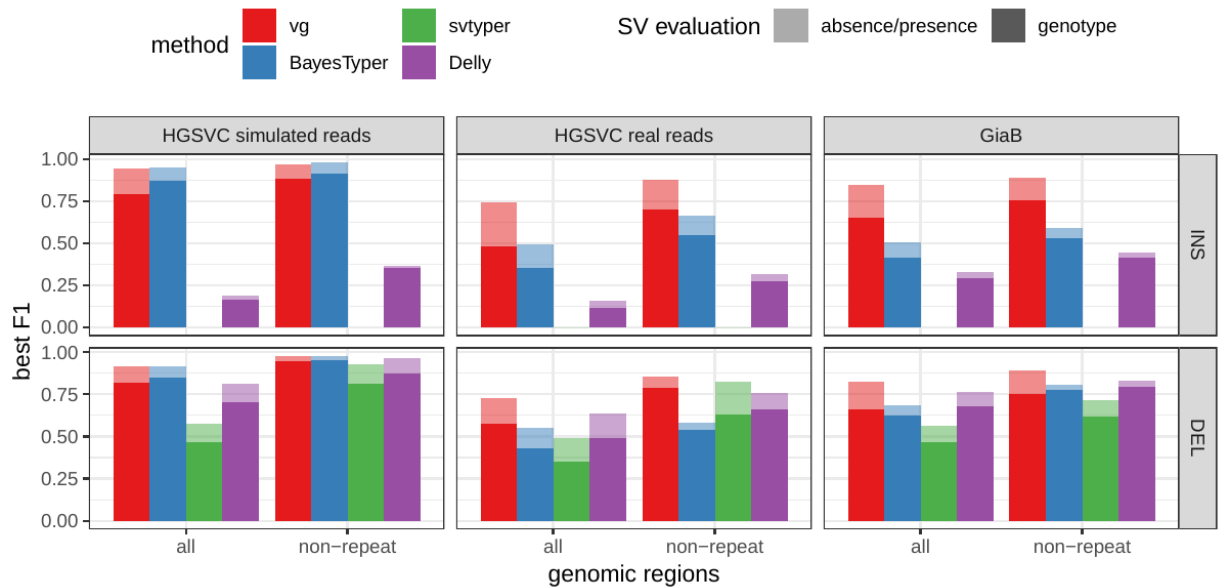 method
vg
BayesTyper
svtyper
Delly
SV evaluation
absence/presence
genotype
HGSVC simulated reads
HGSVC real reads
GiaB
best F1
1.00
0.75
0.50
0.25
0.00
INS
1.00
0.75
0.50
0.25
0.00
DEL
all
non−repeat
all
non−repeat
all
non−repeat
genomic regions